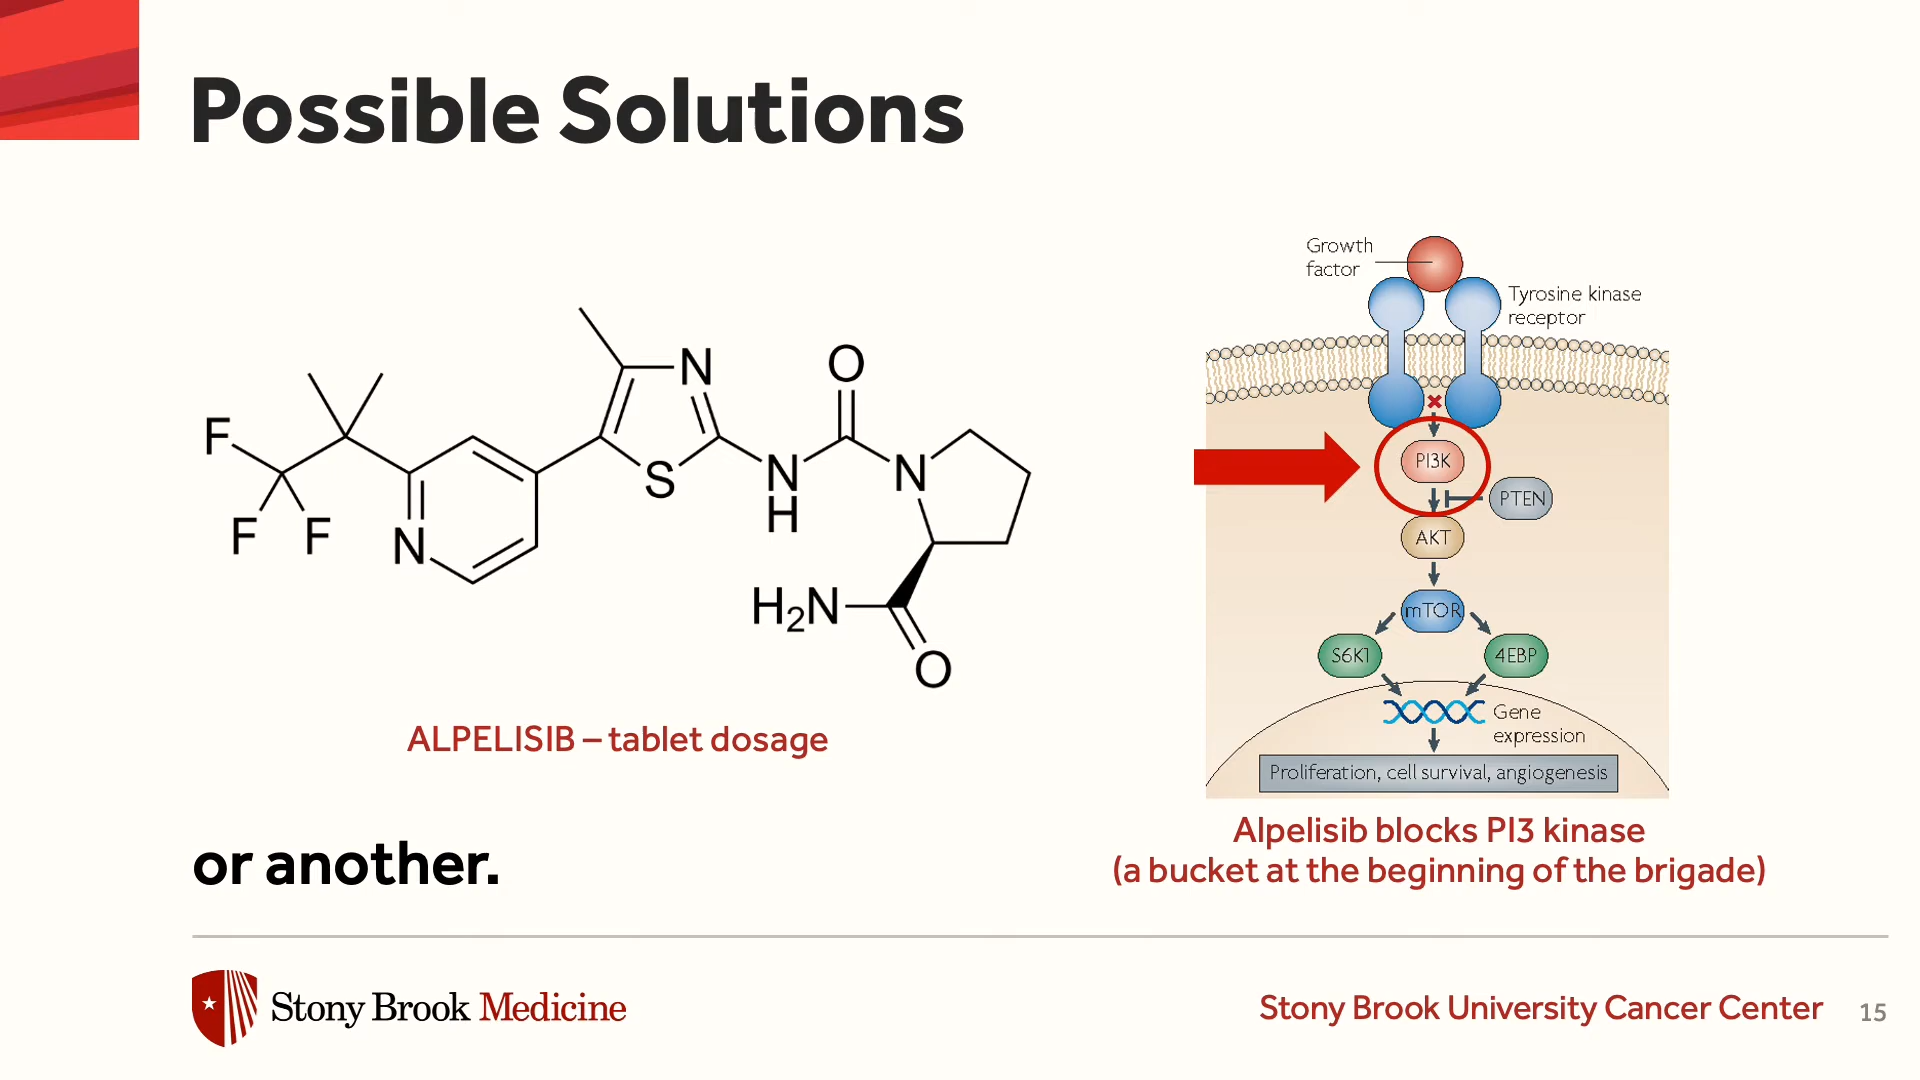 Possible Solutions
F
F
F
N
N
S
N
H
O
N
H2N
O
ALPELISIB – tablet dosage
or another.
Growth
factor
Tyrosine kinase
receptor
PI3K
PTEN
AKT
mTOR
S6K1
4EBP
Gene
expression
Proliferation, cell survival, angiogenesis
Alpelisib blocks PI3 kinase
(a bucket at the beginning of the brigade)
Stony Brook Medicine
Stony Brook University Cancer Center
15